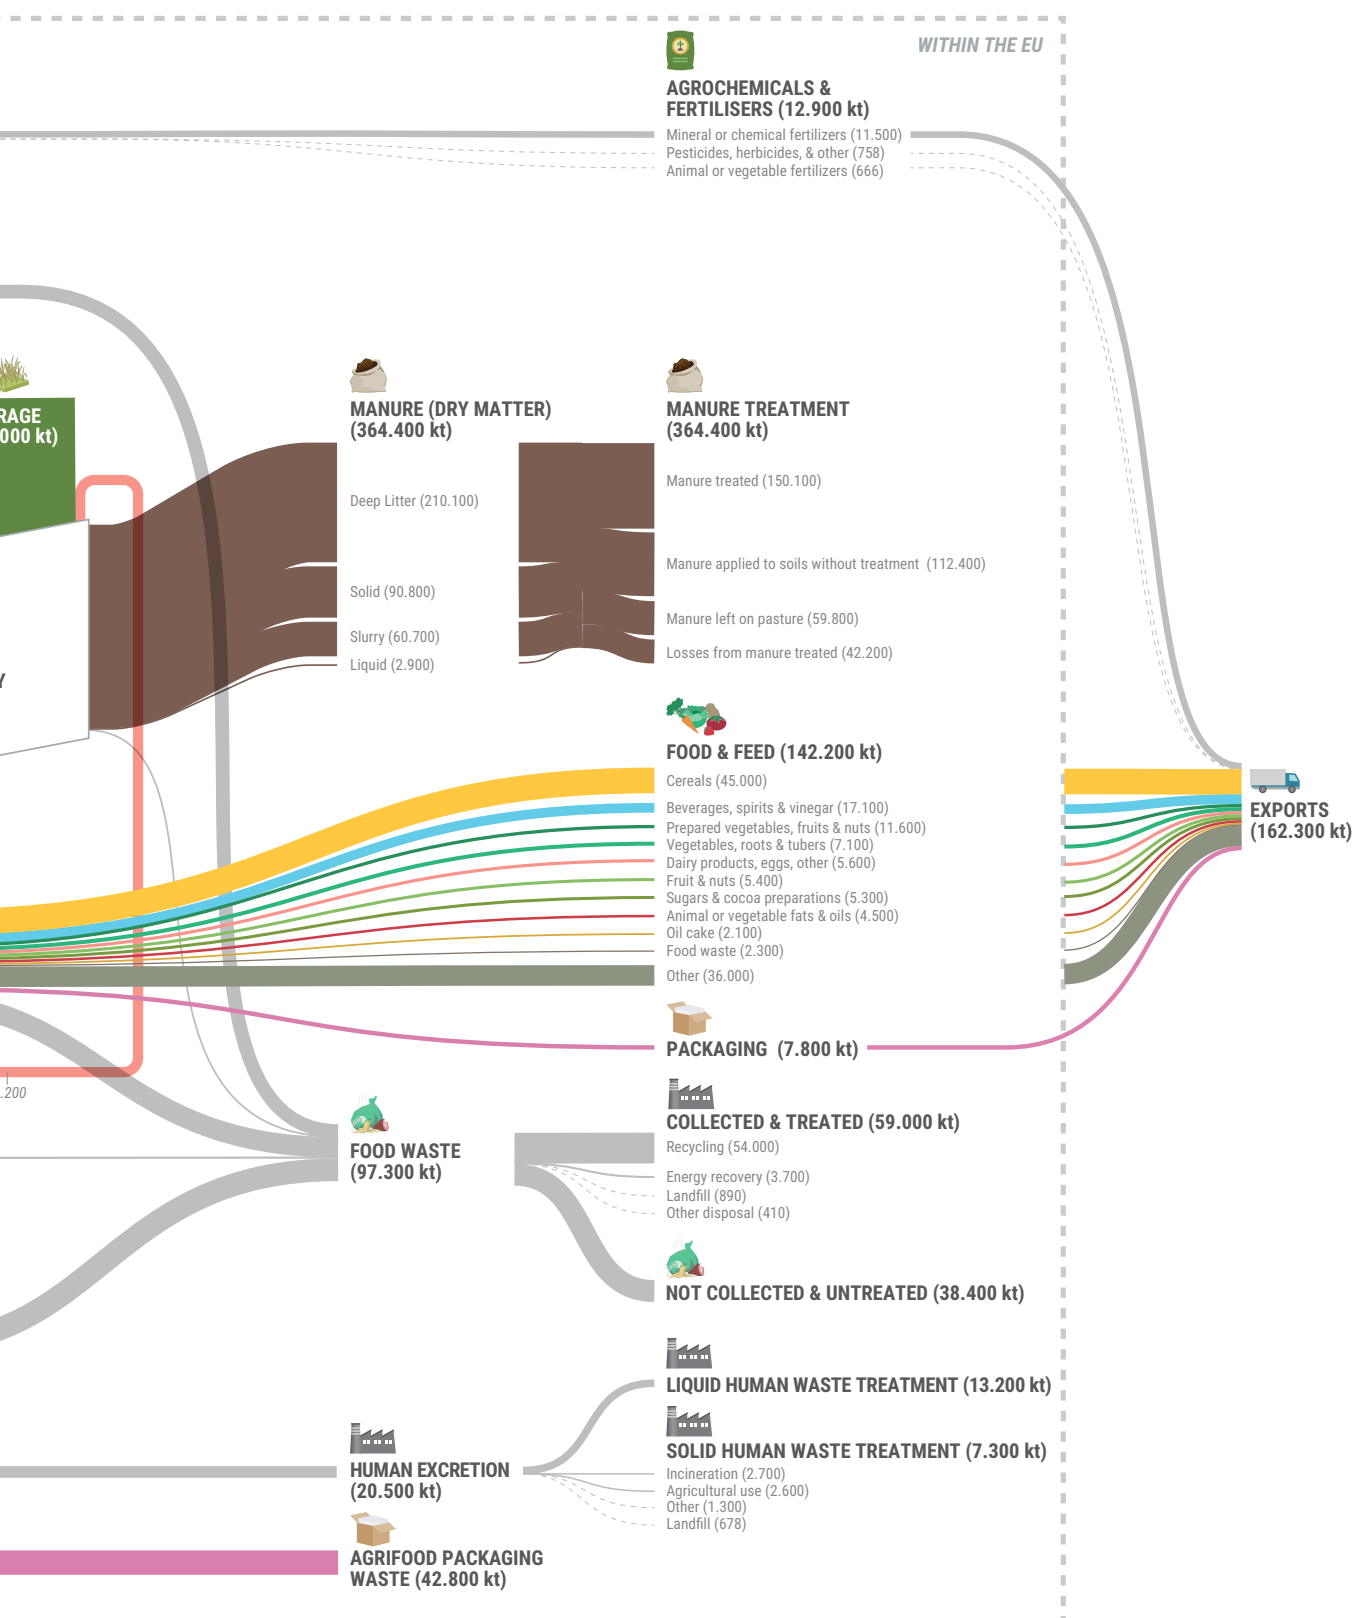 WITHIN THE EU
AGROCHEMICALS &
FERTILISERS (12.900 kt)
Mineral or chemical fertilizers (11.500)
Pesticides, herbicides, & other (758)
Animal or vegetable fertilizers (666)
RAGE
000 kt)
MANURE (DRY MATTER)
(364.400 kt)
Deep Litter (210.100)
Solid (90.800)
Slurry (60.700)
Liquid (2.900)
MANURE TREATMENT
(364.400 kt)
Manure treated (150.100)
Manure applied to soils without treatment (112.400)
Manure left on pasture (59.800)
Losses from manure treated (42.200)
Y
FOOD & FEED (142.200 kt)
Cereals (45.000)
Beverages, spirits & vinegar (17.100)
Prepared vegetables, fruits & nuts (11.600)
Vegetables, roots & tubers (7.100)
Dairy products, eggs, other (5.600)
Fruit & nuts (5.400)
Sugars & cocoa preparations (5.300)
Animal or vegetable fats & oils (4.500)
Oil cake (2.100)
Food waste (2.300)
Other (36.000)
EXPORTS
(162.300 kt)
PACKAGING (7.800 kt)
.200
FOOD WASTE
(97.300 kt)
COLLECTED & TREATED (59.000 kt)
Recycling (54.000)
Energy recovery (3.700)
Landfill (890)
Other disposal (410)
NOT COLLECTED & UNTREATED (38.400 kt)
LIQUID HUMAN WASTE TREATMENT (13.200 kt)
HUMAN EXCRETION
(20.500 kt)
SOLID HUMAN WASTE TREATMENT (7.300 kt)
Incineration (2.700)
Agricultural use (2.600)
Other (1.300)
Landfill (678)
AGRIFOOD PACKAGING
WASTE (42.800 kt)